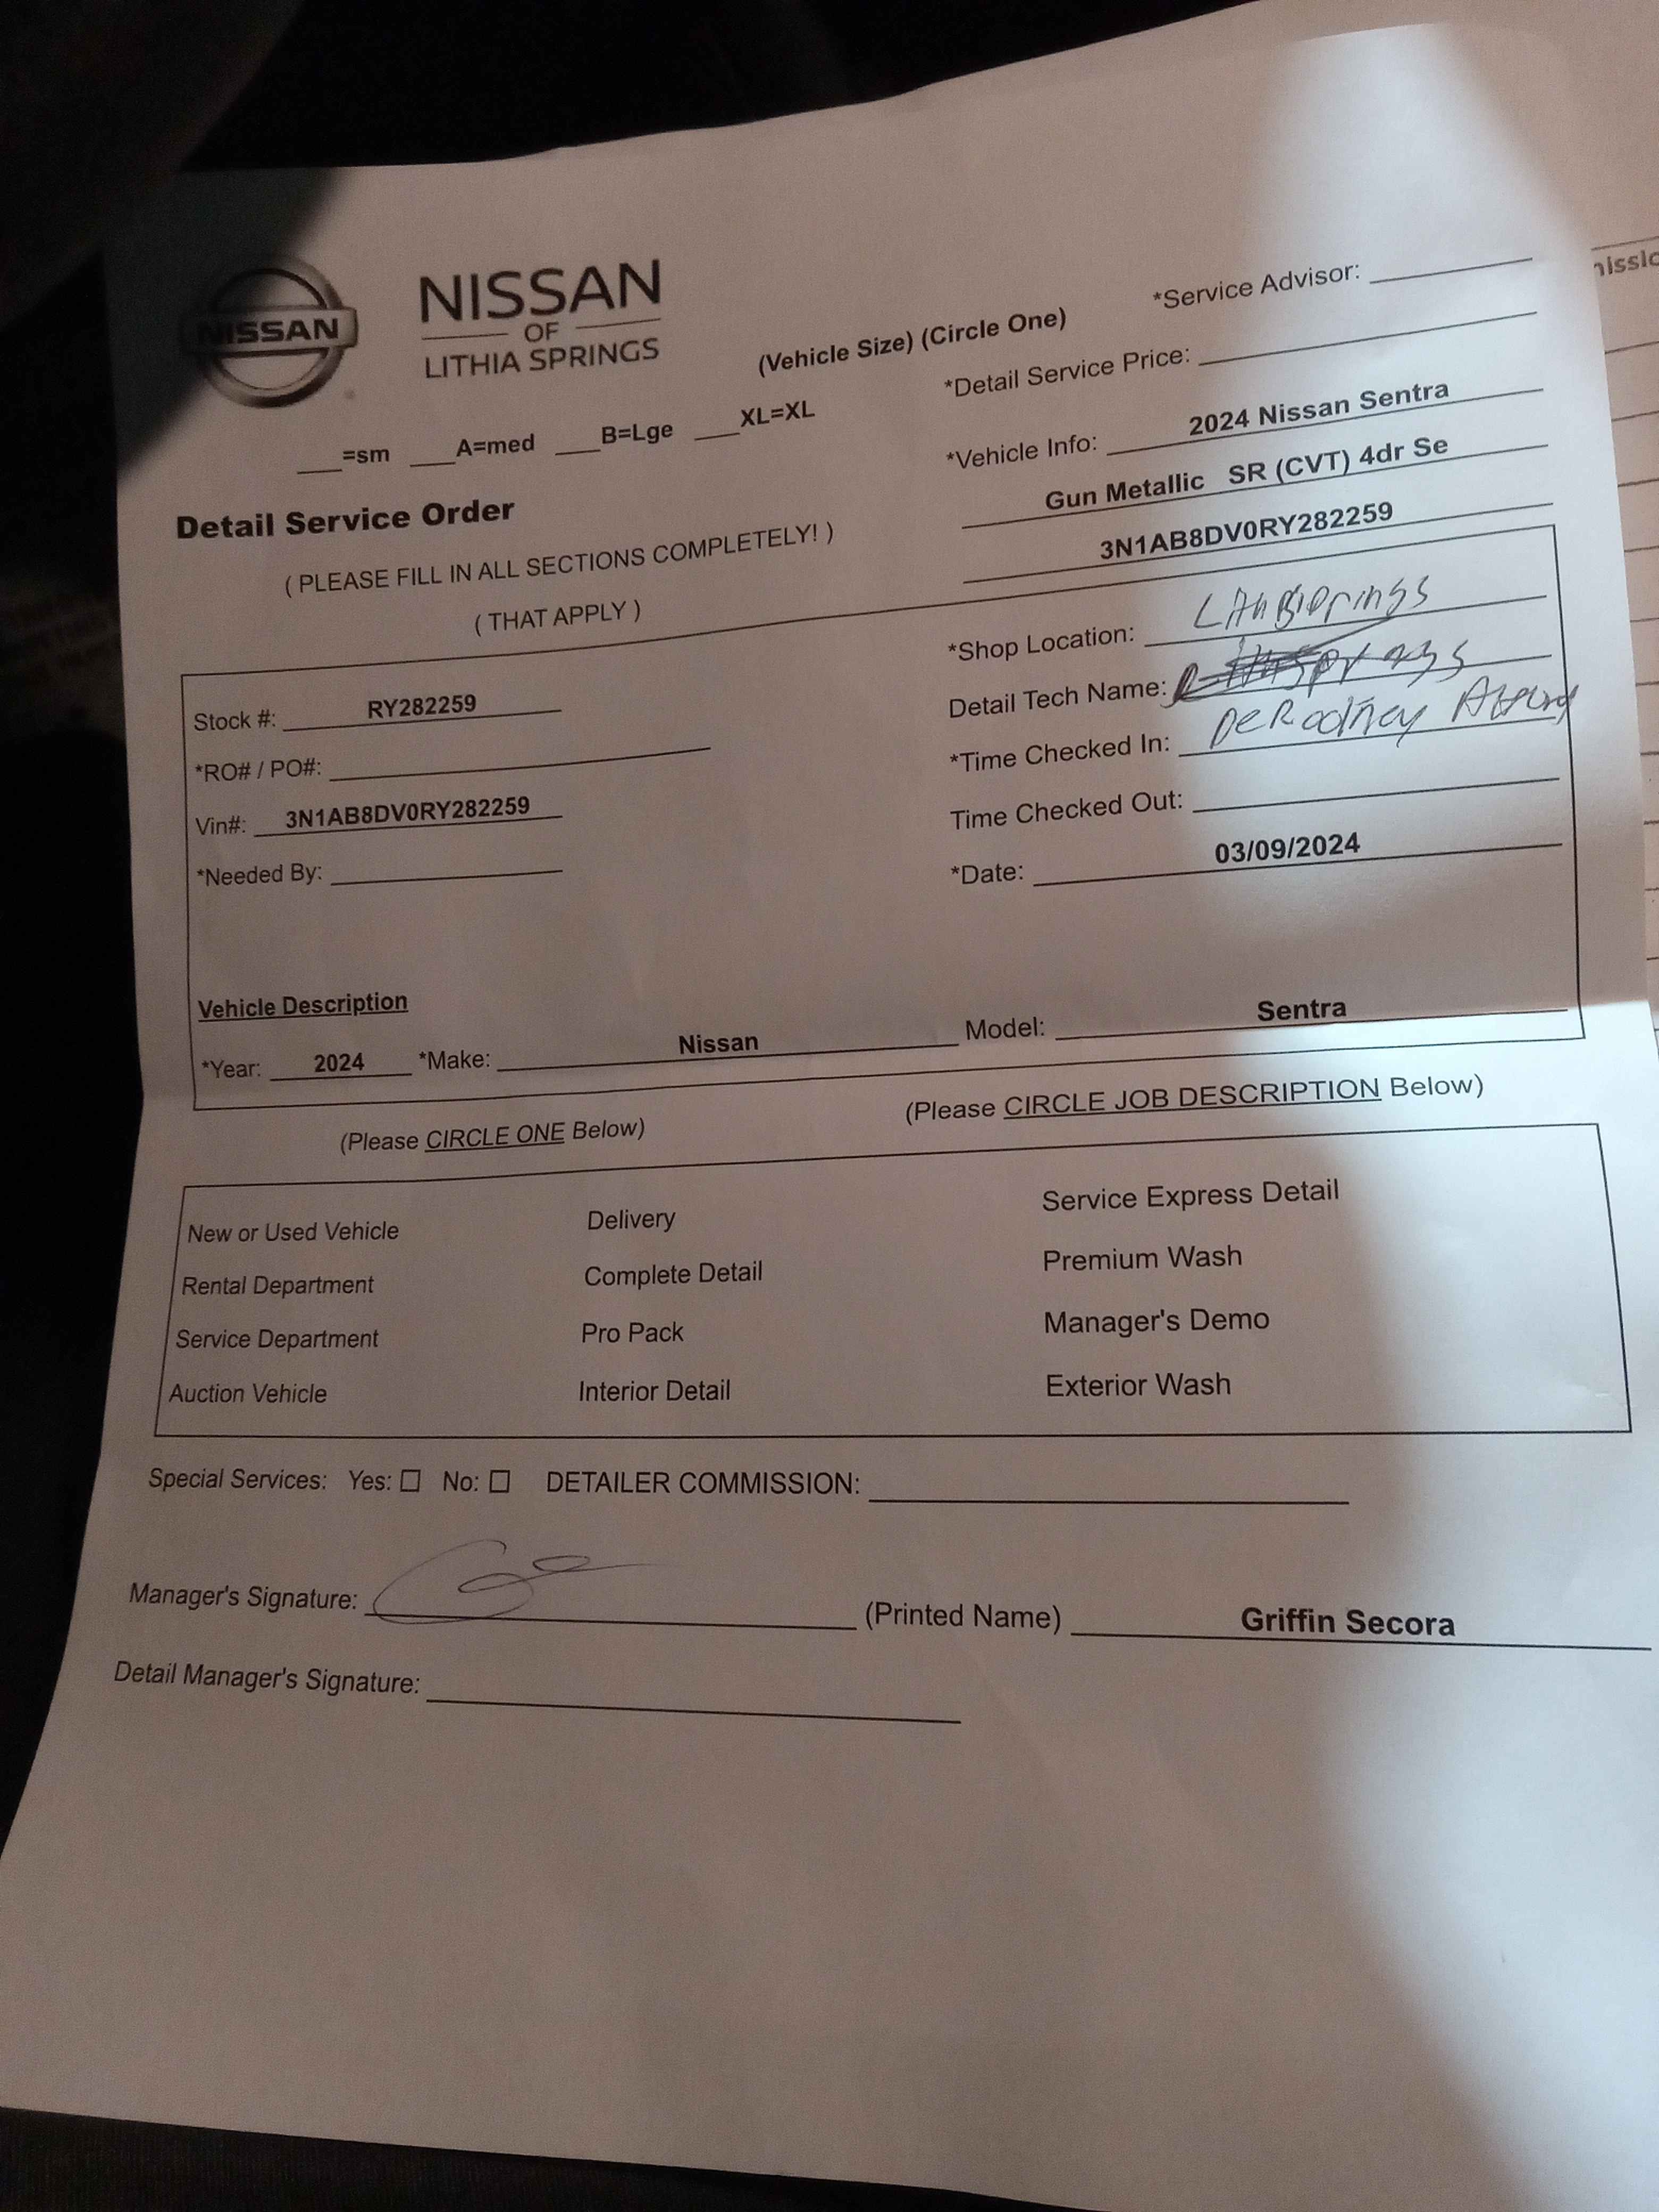 NISSAN
NISSAN
OF
LITHIA SPRINGS
(Vehicle Size) (Circle One)
*Service Advisor:
*Detail Service Price:
___=sm ___A=med ___B=Lge ___XL=XL
*Vehicle Info: 2024 Nissan Sentra
Gun Metallic SR (CVT) 4dr Se
3N1AB8DV0RY282259
Detail Service Order
( PLEASE FILL IN ALL SECTIONS COMPLETELY! )
( THAT APPLY )
Stock #: RY282259
*RO# / PO#:
Vin#: 3N1AB8DV0RY282259
*Needed By:
*Shop Location:
Detail Tech Name:
*Time Checked In: DeRodney
Time Checked Out:
*Date: 03/09/2024
Vehicle Description
*Year: 2024 *Make: Nissan Model: Sentra
(Please CIRCLE ONE Below)
(Please CIRCLE JOB DESCRIPTION Below)
New or Used Vehicle Delivery Service Express Detail
Rental Department Complete Detail Premium Wash
Service Department Pro Pack Manager's Demo
Auction Vehicle Interior Detail Exterior Wash
Special Services: Yes: ☐ No: ☐ DETAILER COMMISSION:
Manager's Signature: (Printed Name) Griffin Secora
Detail Manager's Signature: